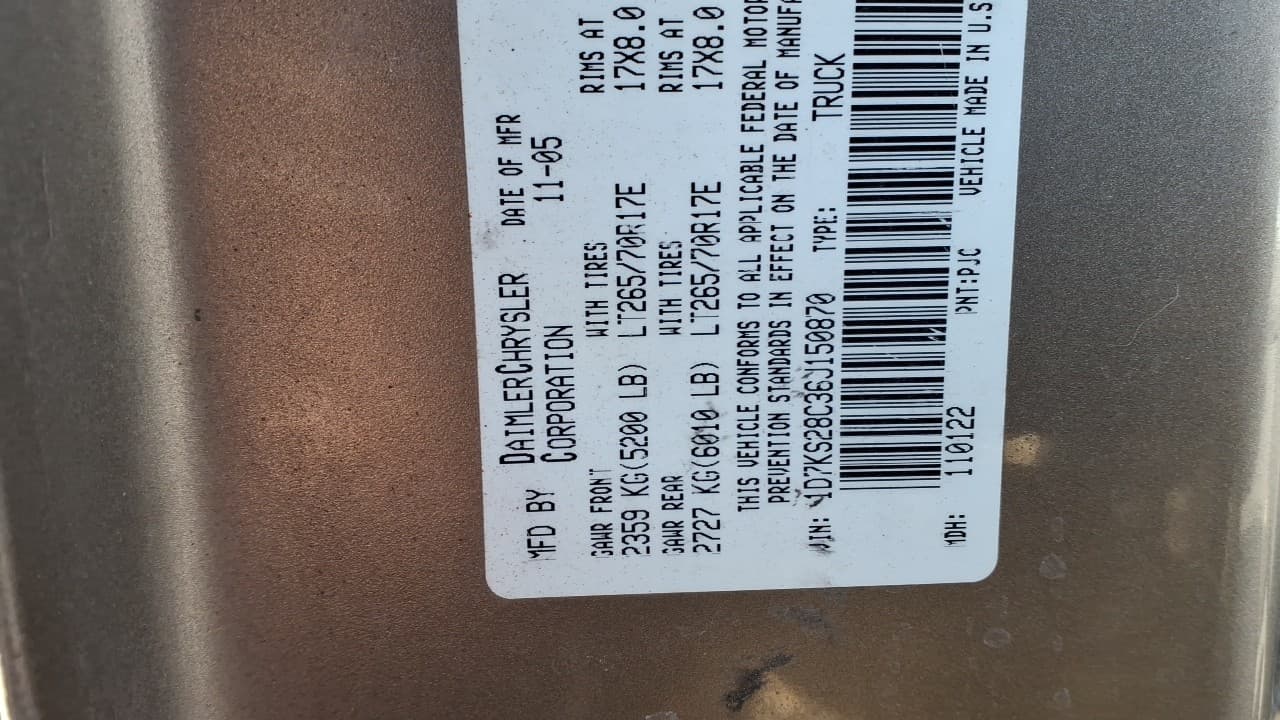 MFD BY DAIMLERCHRYSLER CORPORATION DATE OF MFR 11-05
GAWR FRONT WITH TIRES RIMS AT
2359 KG(5200 LB) LT265/70R17E 17X8.0
GAWR REAR WITH TIRES RIMS AT
2727 KG(6010 LB) LT265/70R17E 17X8.0
THIS VEHICLE CONFORMS TO ALL APPLICABLE FEDERAL MOTOR
PREVENTION STANDARDS IN EFFECT ON THE DATE OF MANUFA
VIN: 1D7KS28C36J150870 TYPE: TRUCK
MDH: 110122 PNT:PJC VEHICLE MADE IN U.S